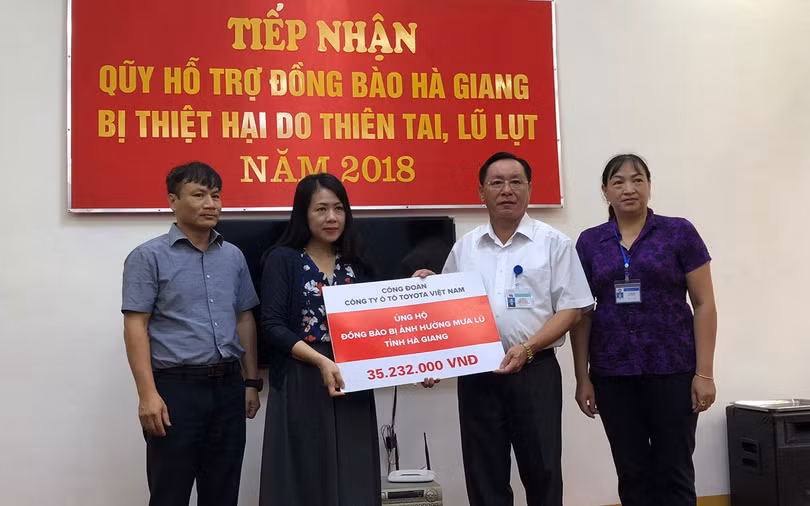 TIẾP NHẬN
QŨY HỖ TRỢ ĐỒNG BÀO HÀ GIANG
BỊ THIỆT HẠI DO THIÊN TAI, LŨ LỤT
NĂM 2018
CÔNG ĐOÀN
CÔNG TY Ô TÔ TOYOTA VIỆT NAM
ỦNG HỘ
ĐỒNG BÀO BỊ ẢNH HƯỞNG MƯA LŨ
TỈNH HÀ GIANG
35.232.000 VNĐ